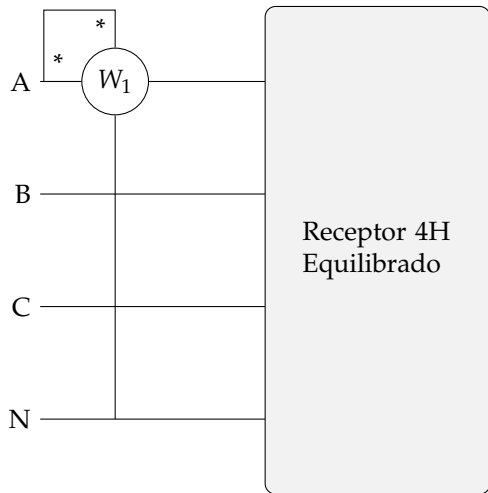 *
*
A
W₁
B
Receptor 4H
Equilibrado
C
N